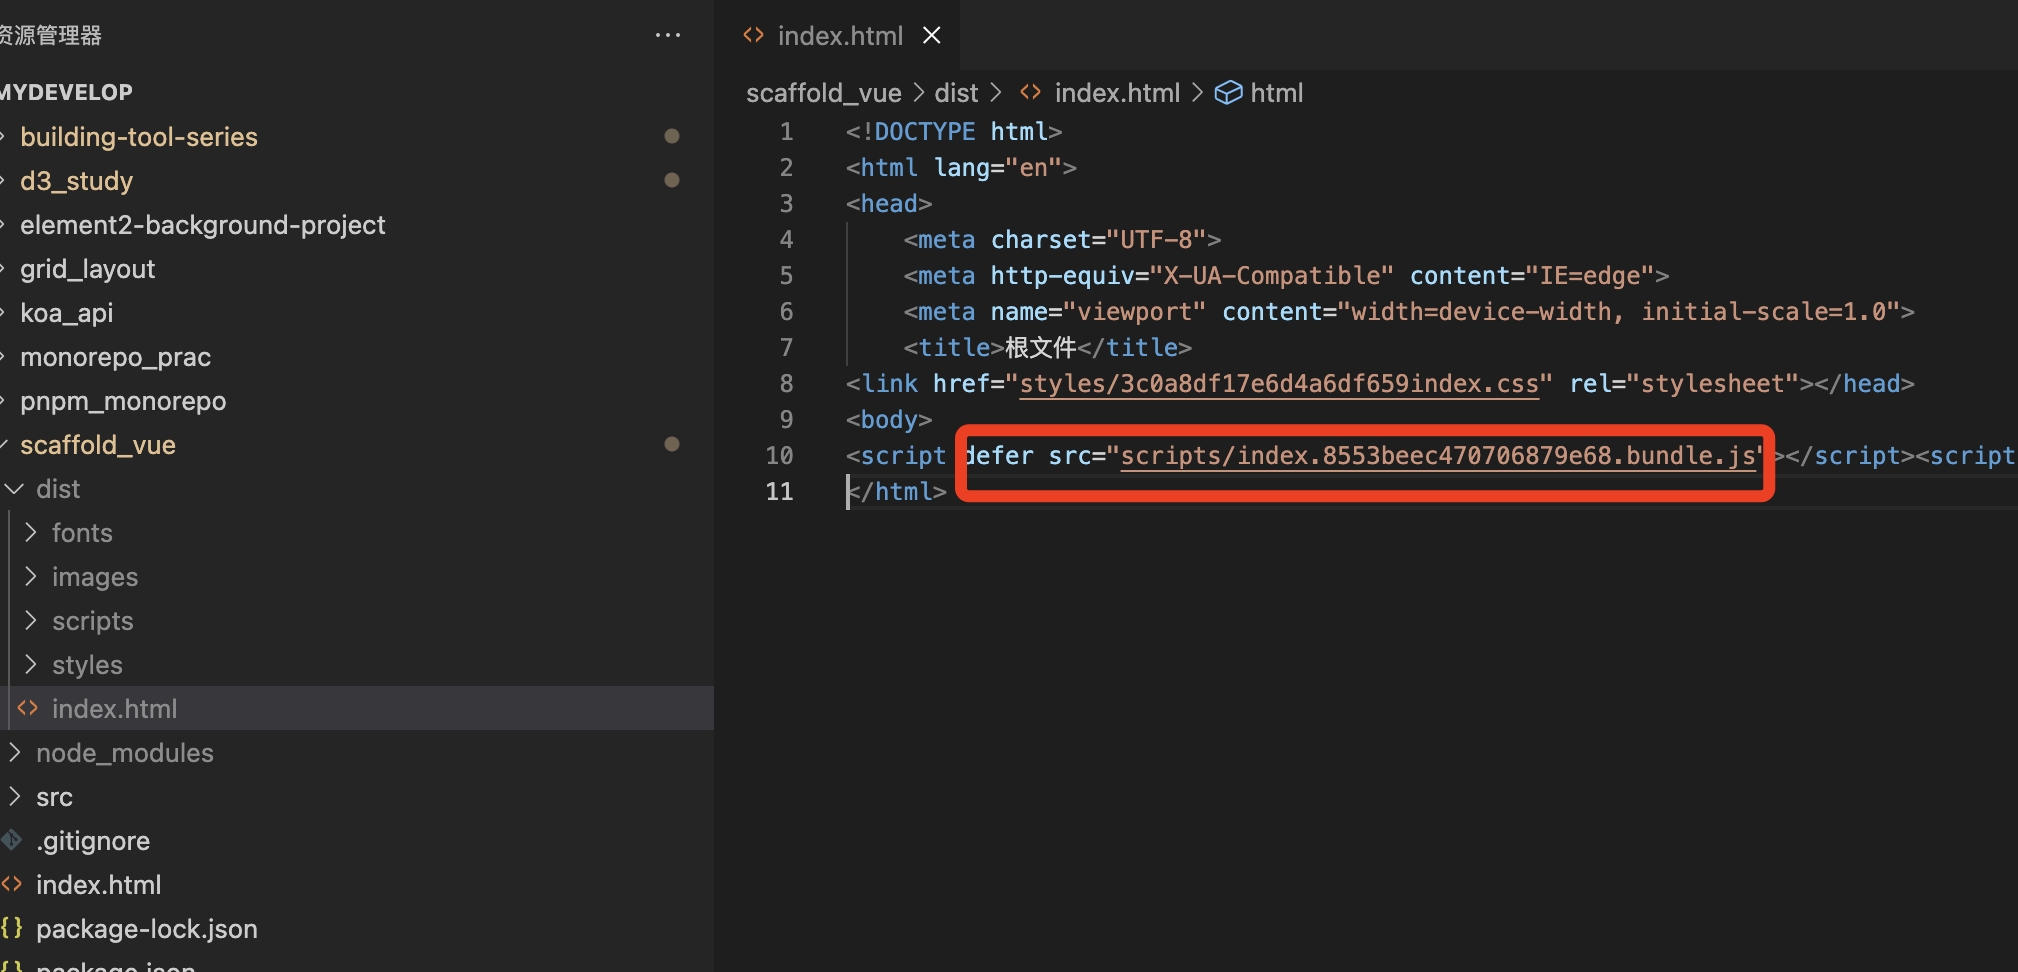 资源管理器
···
MYDEVELOP
building-tool-series
d3_study
element2-background-project
grid_layout
koa_api
monorepo_prac
pnpm_monorepo
scaffold_vue
dist
fonts
images
scripts
styles
index.html
node_modules
src
.gitignore
index.html
package-lock.json
package.json
index.html
scaffold_vue > dist > <> index.html > html
1 <!DOCTYPE html>
2 <html lang="en">
3 <head>
4 <meta charset="UTF-8">
5 <meta http-equiv="X-UA-Compatible" content="IE=edge">
6 <meta name="viewport" content="width=device-width, initial-scale=1.0">
7 <title>根文件</title>
8 <link href="styles/3c0a8df17e6d4a6df659index.css" rel="stylesheet"></head>
9 <body>
10 <script defer src="scripts/index.8553beec470706879e68.bundle.js"></script><script
11 </html>